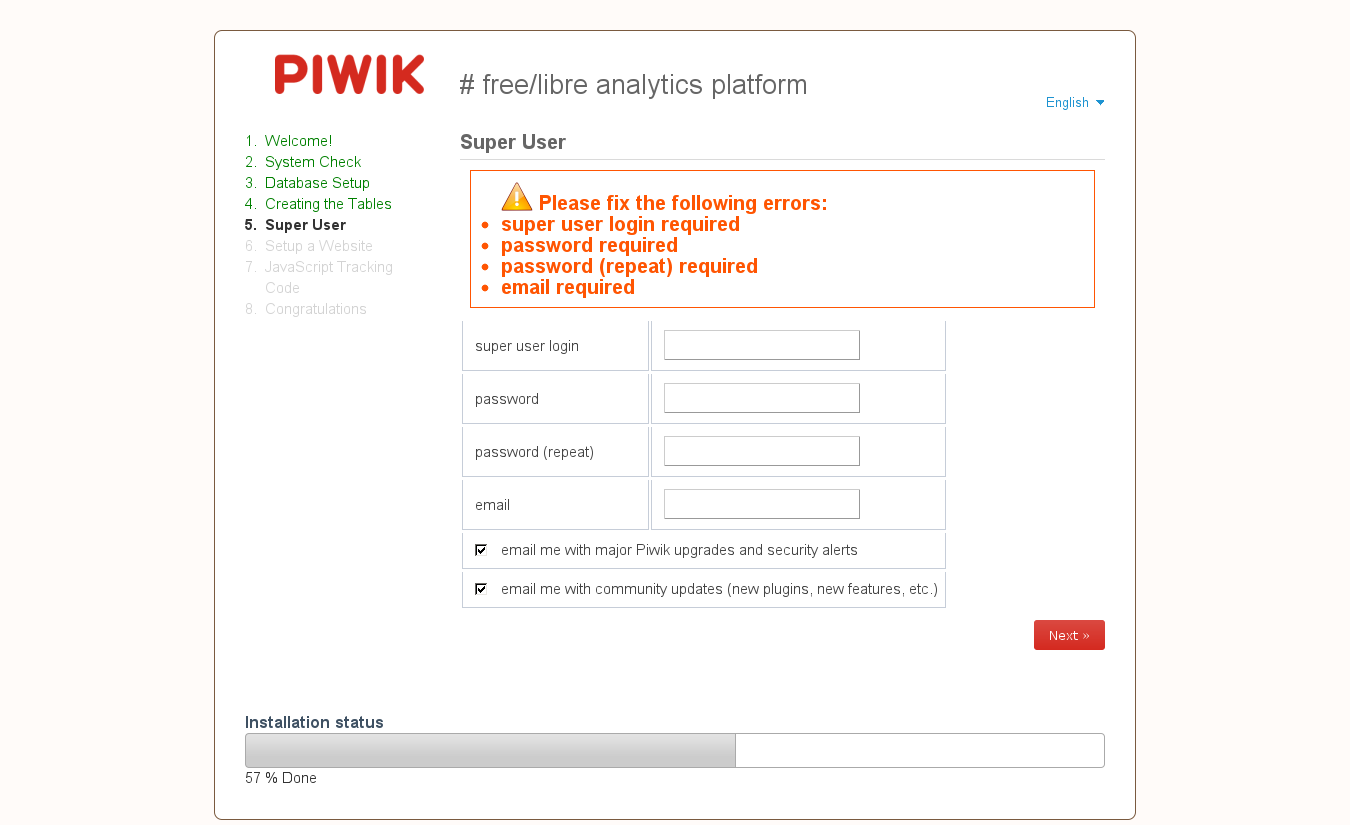 PIWIK
# free/libre analytics platform
English
1. Welcome!
2. System Check
3. Database Setup
4. Creating the Tables
5. Super User
6. Setup a Website
7. JavaScript Tracking
Code
8. Congratulations
Super User
Please fix the following errors:
• super user login required
• password required
• password (repeat) required
• email required
super user login
password
password (repeat)
email
email me with major Piwik upgrades and security alerts
email me with community updates (new plugins, new features, etc.)
Next »
Installation status
57 % Done